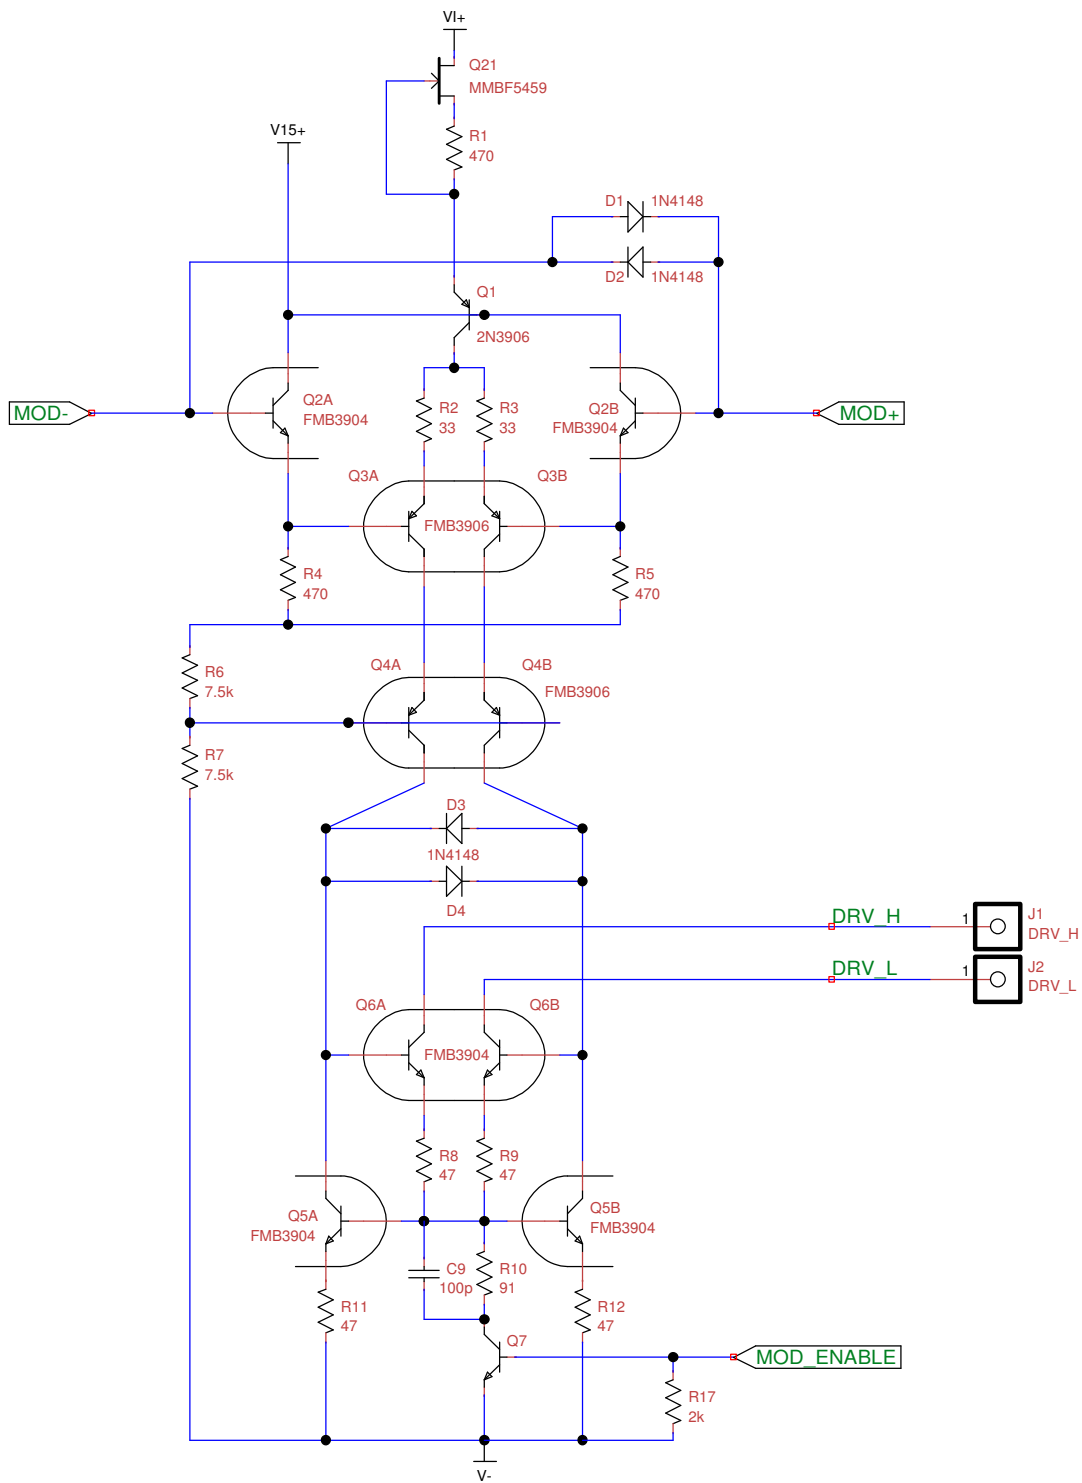 VI+
Q21
MMBF5459
V15+
R1
470
D1
1N4148
D2
1N4148
Q1
2N3906
MOD-
Q2A
FMB3904
R2
33
R3
33
Q2B
FMB3904
MOD+
Q3A
Q3B
FMB3906
R4
470
R5
470
Q4A
Q4B
FMB3906
R6
7.5k
R7
7.5k
D3
1N4148
D4
DRV_H
1
J1
DRV_H
DRV_L
1
J2
DRV_L
Q6A
Q6B
FMB3904
R8
47
R9
47
Q5A
FMB3904
Q5B
FMB3904
C9
100p
R10
91
R11
47
R12
47
Q7
MOD_ENABLE
R17
2k
V-